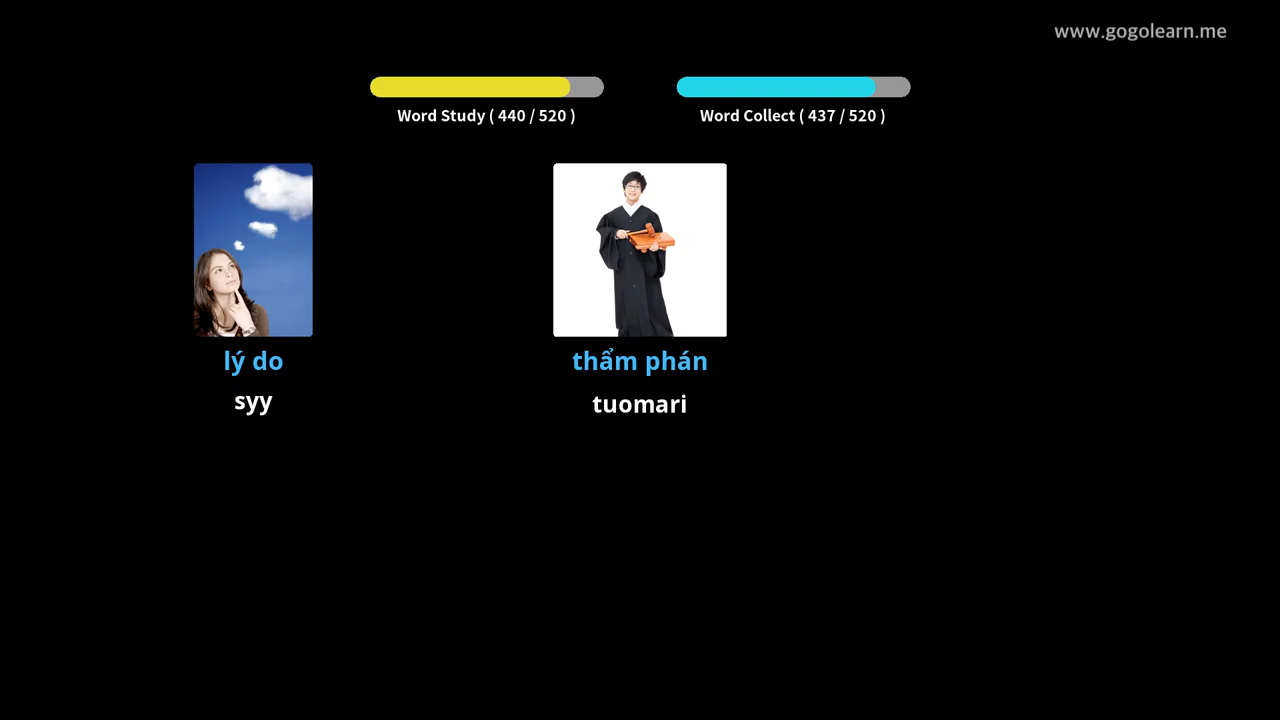 www.gogolearn.me
Word Study ( 440 / 520 )
Word Collect ( 437 / 520 )
lý do
syy
thẩm phán
tuomari